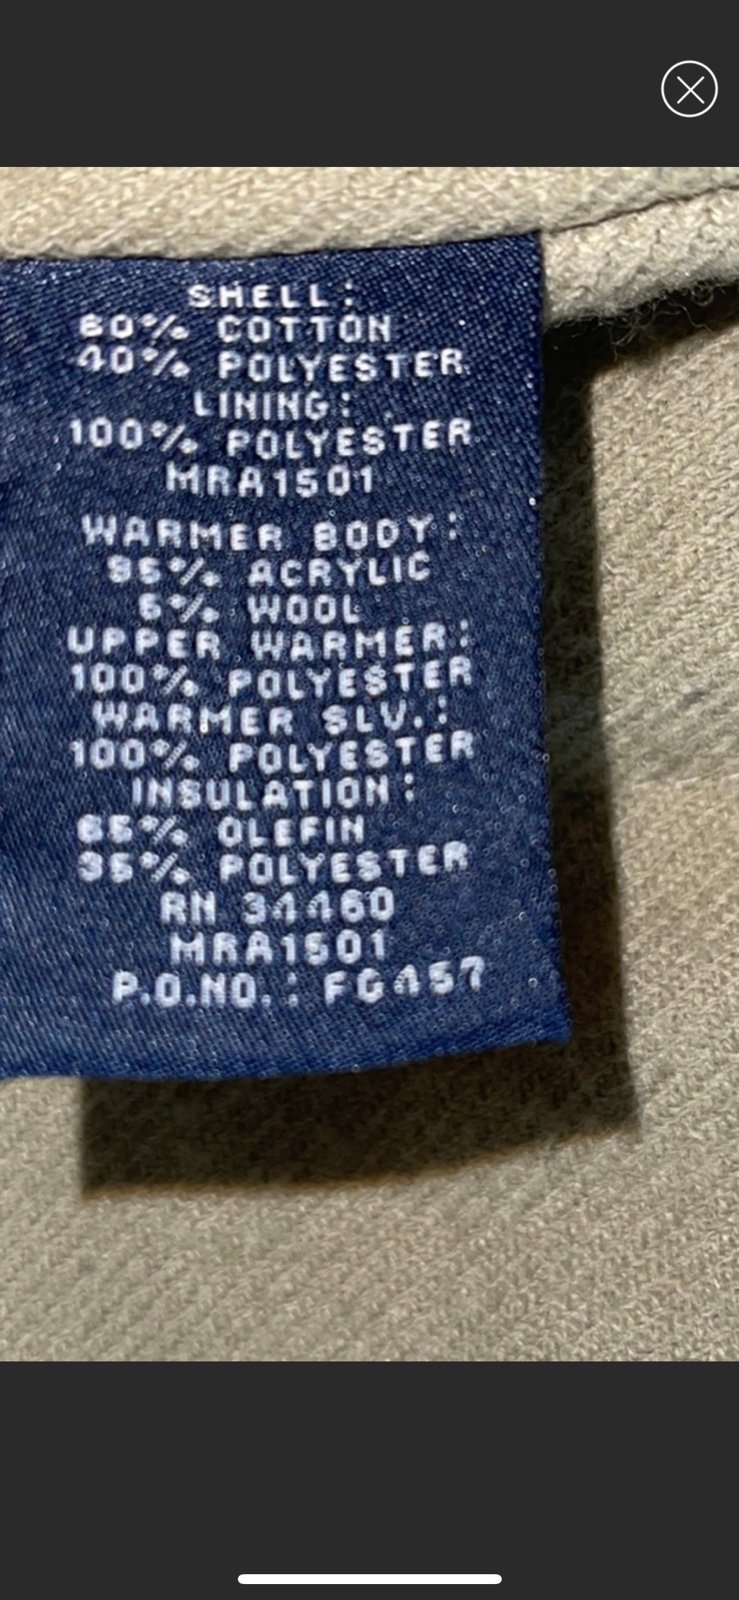 SHELL:
60% COTTON
40% POLYESTER
LINING:
100% POLYESTER
MRA1501
WARMER BODY:
95% ACRYLIC
5% WOOL
UPPER WARMER:
100% POLYESTER
WARMER SLV.:
100% POLYESTER
INSULATION:
65% OLEFIN
35% POLYESTER
RN 34460
MRA1501
P.O.NO.: FG457